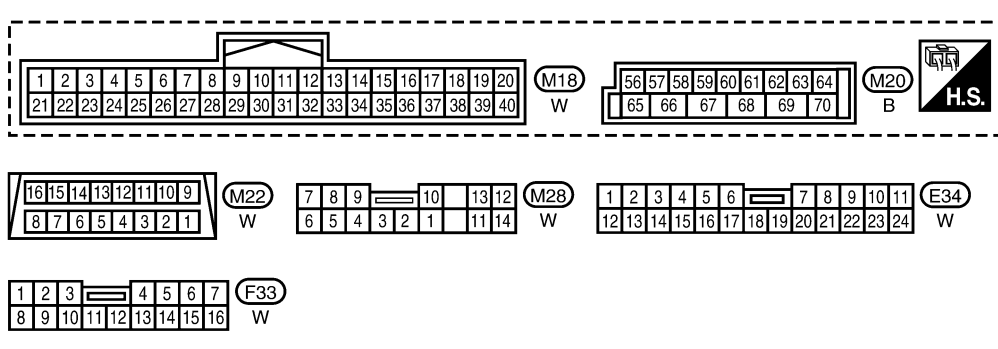 1 2 3 4 5 6 7 8 9 10 11 12 13 14 15 16 17 18 19 20
21 22 23 24 25 26 27 28 29 30 31 32 33 34 35 36 37 38 39 40
M18
W
56 57 58 59 60 61 62 63 64
65 66 67 68 69 70
M20
B
H.S.
16 15 14 13 12 11 10 9
8 7 6 5 4 3 2 1
M22
W
7 8 9 10 13 12
6 5 4 3 2 1 11 14
M28
W
1 2 3 4 5 6 7 8 9 10 11
12 13 14 15 16 17 18 19 20 21 22 23 24
E34
W
1 2 3 4 5 6 7
8 9 10 11 12 13 14 15 16
F33
W